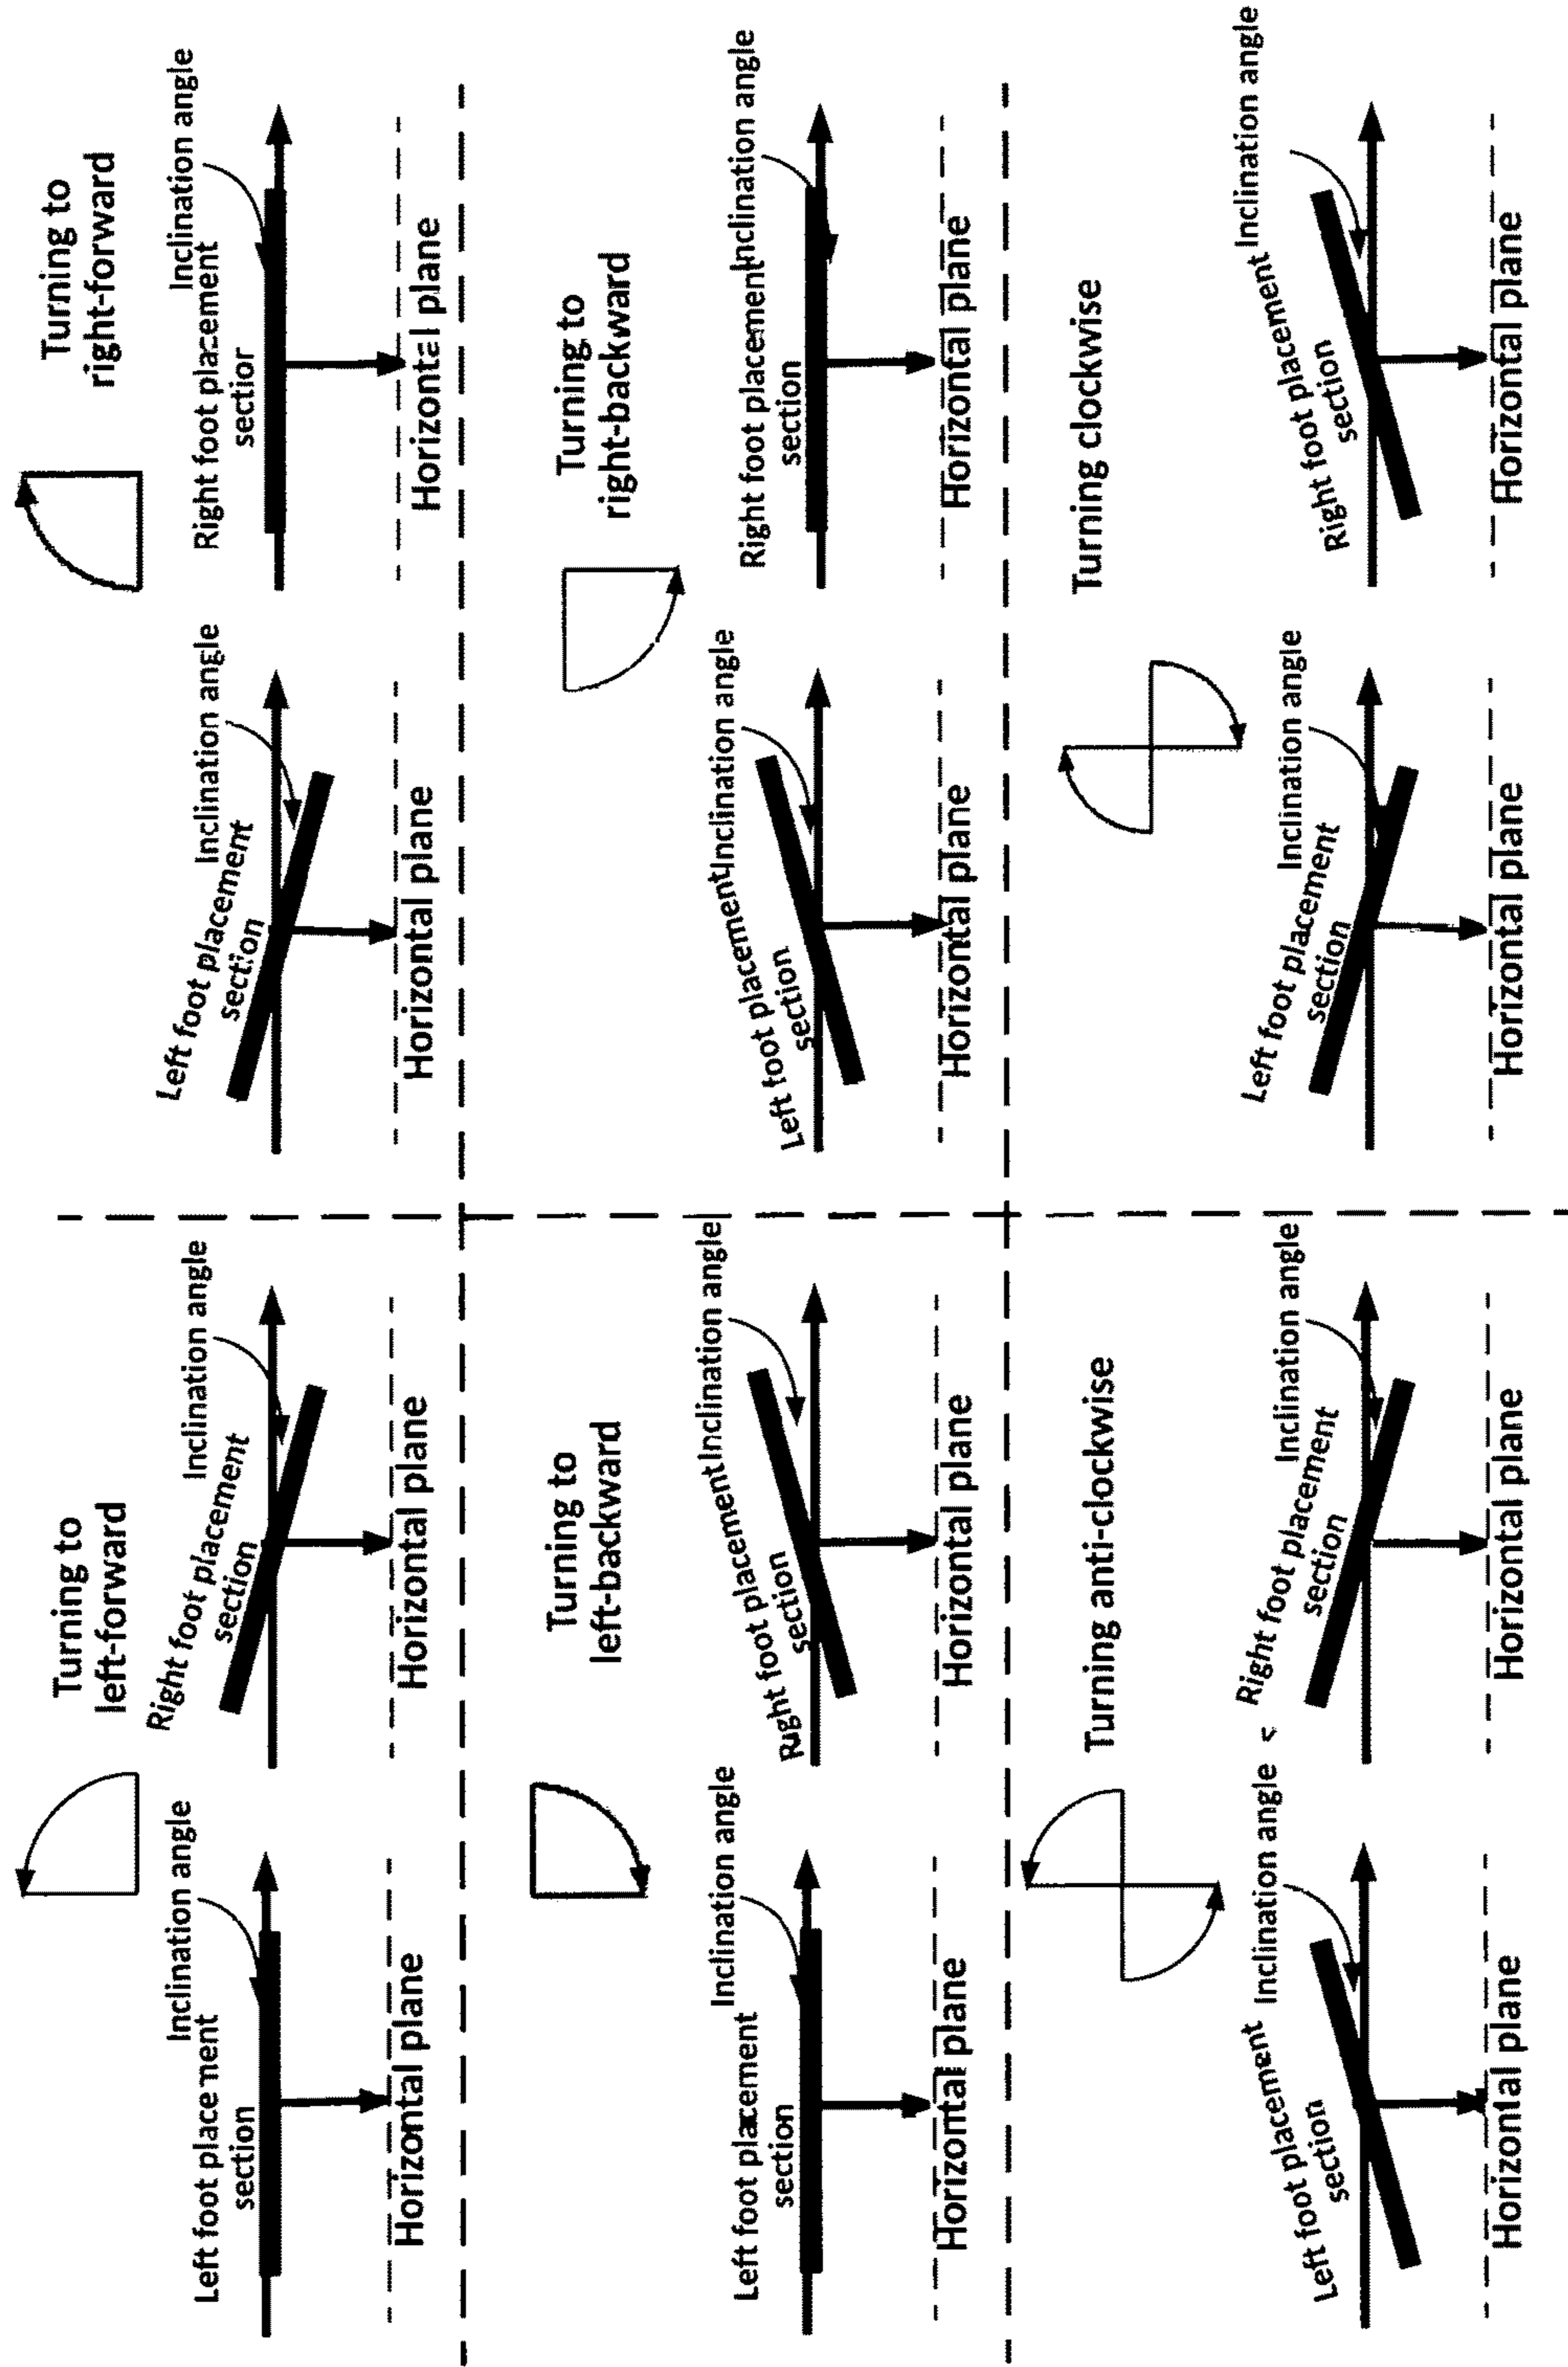 Turning to
left-forward
Left foot placement
section
Inclination angle
Horizontal plane
Right foot placement
section
Inclination angle
Horizontal plane
Turning to
right-forward
Left foot placement
section
Inclination angle
Horizontal plane
Right foot placement
section
Inclination angle
Horizontal plane
Turning to
left-backward
Left foot placement
section
Inclination angle
Horizontal plane
Right foot placement
section
Inclination angle
Horizontal plane
Turning to
right-backward
Left foot placement
section
Inclination angle
Horizontal plane
Right foot placement
section
Inclination angle
Horizontal plane
Turning anti-clockwise
Left foot placement
section
Inclination angle
Horizontal plane
Right foot placement
section
Inclination angle
Horizontal plane
Turning clockwise
Left foot placement
section
Inclination angle
Horizontal plane
Right foot placement
section
Inclination angle
Horizontal plane